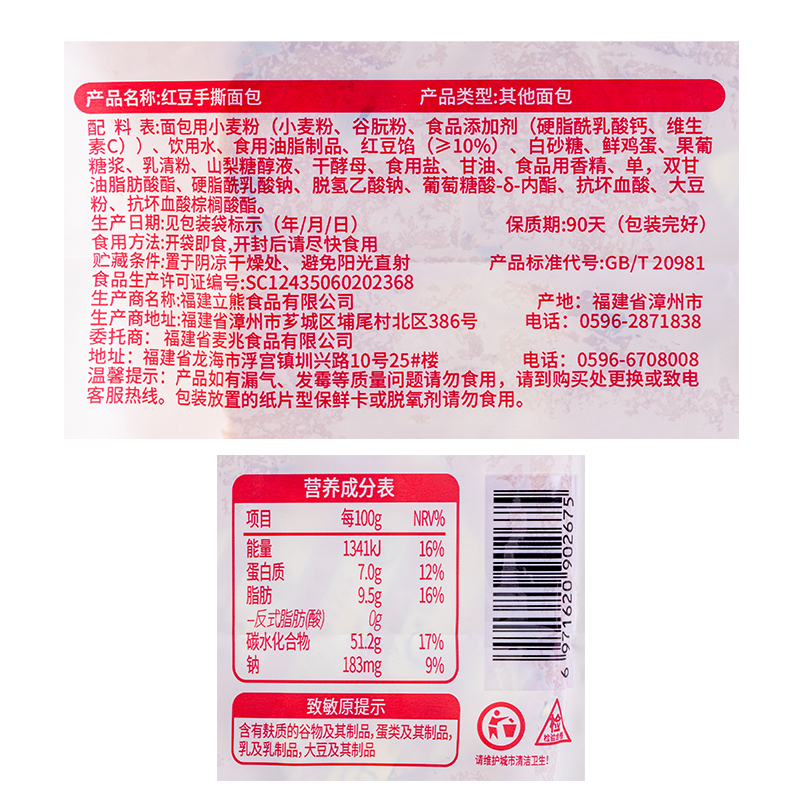 产品名称:红豆手撕面包 产品类型:其他面包
配 料 表:面包用小麦粉（小麦粉、谷朊粉、食品添加剂（硬脂酰乳酸钙、维生
素C））、饮用水、食用油脂制品、红豆馅（≥10%）、白砂糖、鲜鸡蛋、果葡
糖浆、乳清粉、山梨糖醇液、干酵母、食用盐、甘油、食品用香精、单，双甘
油脂肪酸酯、硬脂酰乳酸钠、脱氢乙酸钠、葡萄糖酸-δ-内酯、抗坏血酸、大豆
粉、抗坏血酸棕榈酸酯。
生产日期:见包装袋标示（年/月/日） 保质期:90天（包装完好）
食用方法:开袋即食,开封后请尽快食用
贮藏条件:置于阴凉干燥处、避免阳光直射 产品标准代号:GB/T 20981
食品生产许可证编号:SC12435060202368
生产商名称:福建立熊食品有限公司 产地：福建省漳州市
生产商地址:福建省漳州市芗城区埔尾村北区386号 电话：0596-2871838
委托商：福建省麦兆食品有限公司
地址：福建省龙海市浮宫镇圳兴路10号25#楼 电话：0596-6708008
温馨提示：产品如有漏气、发霉等质量问题请勿食用，请到购买处更换或致电
客服热线。包装放置的纸片型保鲜卡或脱氧剂请勿食用。
营养成分表
项目 每100g NRV%
能量 1341kJ 16%
蛋白质 7.0g 12%
脂肪 9.5g 16%
–反式脂肪(酸) 0g
碳水化合物 51.2g 17%
钠 183mg 9%
致敏原提示
含有麸质的谷物及其制品,蛋类及其制品,
乳及乳制品,大豆及其制品
6 971620 902675
检
请维护城市清洁卫生!